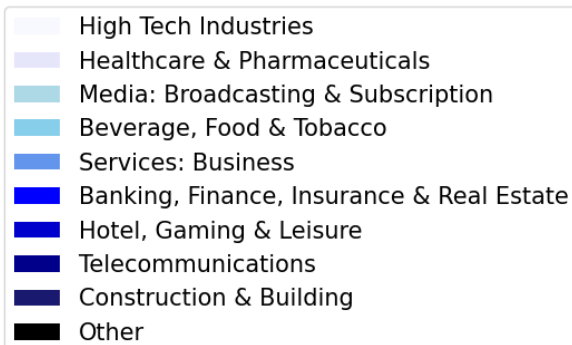 High Tech Industries
Healthcare & Pharmaceuticals
Media: Broadcasting & Subscription
Beverage, Food & Tobacco
Services: Business
Banking, Finance, Insurance & Real Estate
Hotel, Gaming & Leisure
Telecommunications
Construction & Building
Other